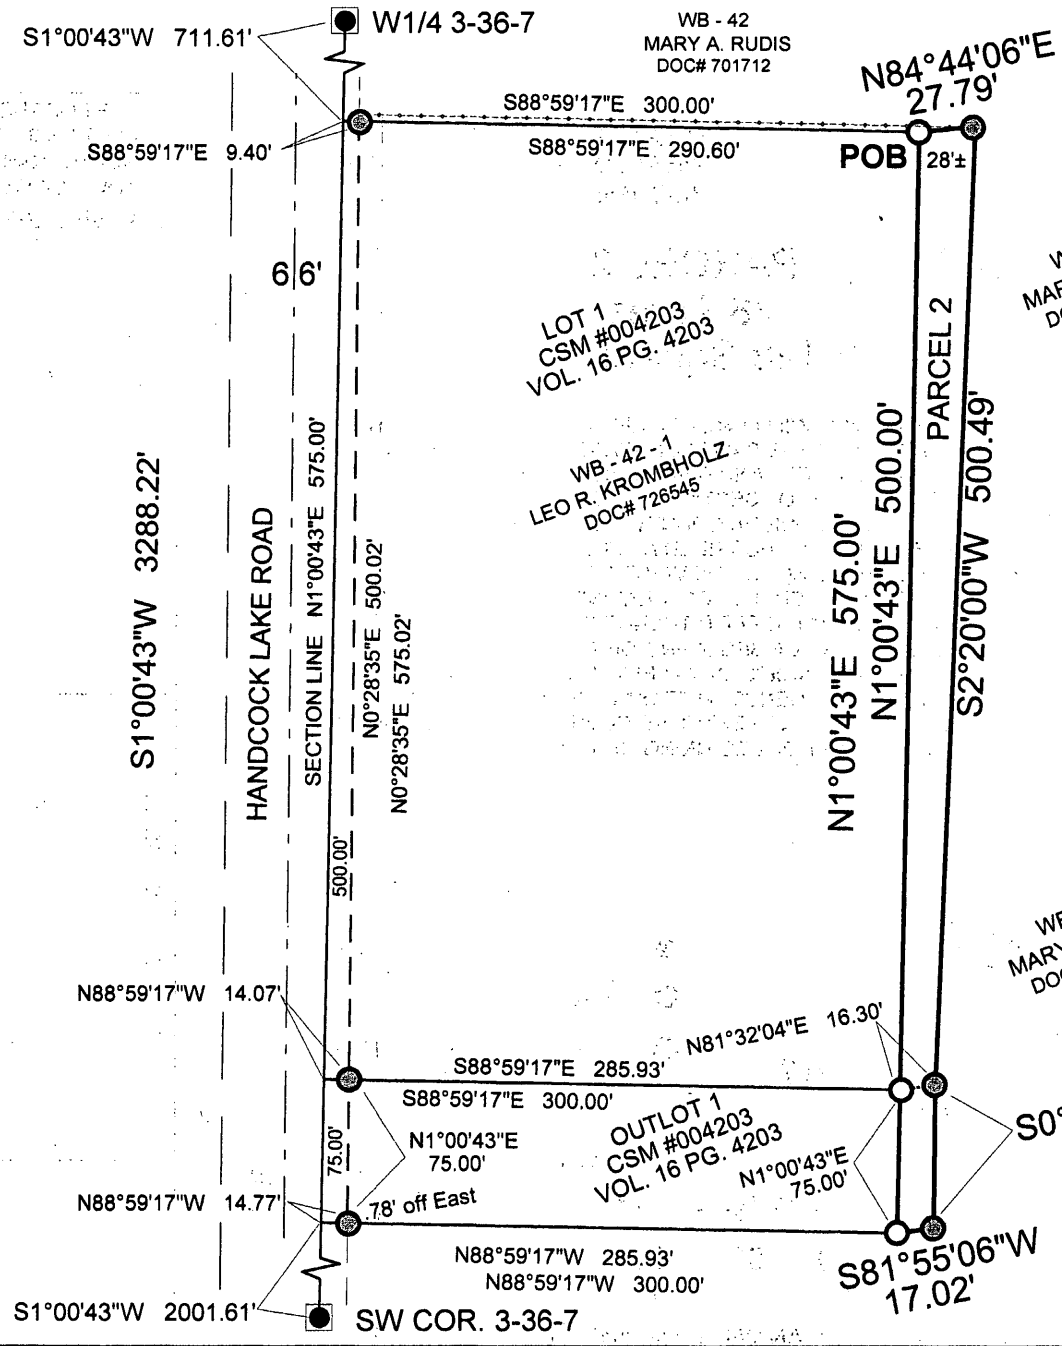 W1/4 3-36-7
S1°00'43"W 711.61'
WB - 42
MARY A. RUDIS
DOC# 701712
N84°44'06"E
27.79'
S88°59'17"E 300.00'
S88°59'17"E 9.40'
S88°59'17"E 290.60'
POB
28'±
66'
LOT 1
CSM #004203
VOL. 16 PG. 4203
WB - 42 - 1
LEO R. KROMBHOLZ
DOC# 726545
PARCEL 2
S1°00'43"W 3288.22'
HANDCOCK LAKE ROAD
SECTION LINE N1°00'43"E 575.00'
N0°28'35"E 500.02'
N0°28'35"E 575.02'
N1°00'43"E 575.00'
N1°00'43"E 500.00'
S2°20'00"W 500.49'
500.00'
N88°59'17"W 14.07'
N81°32'04"E 16.30'
S88°59'17"E 285.93'
S88°59'17"E 300.00'
OUTLOT 1
CSM #004203
VOL. 16 PG. 4203
N1°00'43"E
75.00'
75.00'
N1°00'43"E
75.00'
S0°
N88°59'17"W 14.77'
.78' off East
N88°59'17"W 285.93'
N88°59'17"W 300.00'
S81°55'06"W
17.02'
S1°00'43"W 2001.61'
SW COR. 3-36-7